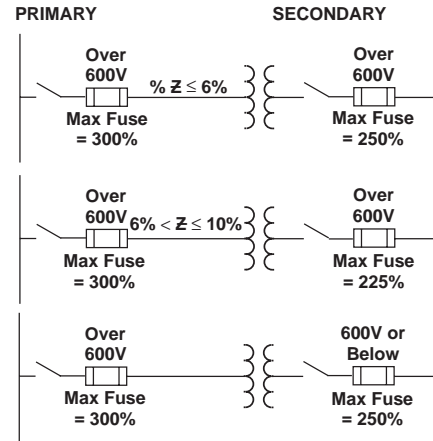 PRIMARY SECONDARY
Over
600V
% Z ≤ 6%
Max Fuse
= 300%
Over
600V
Max Fuse
= 250%
Over
600V
6% < Z ≤ 10%
Max Fuse
= 300%
Over
600V
Max Fuse
= 225%
Over
600V
Max Fuse
= 300%
600V or
Below
Max Fuse
= 250%